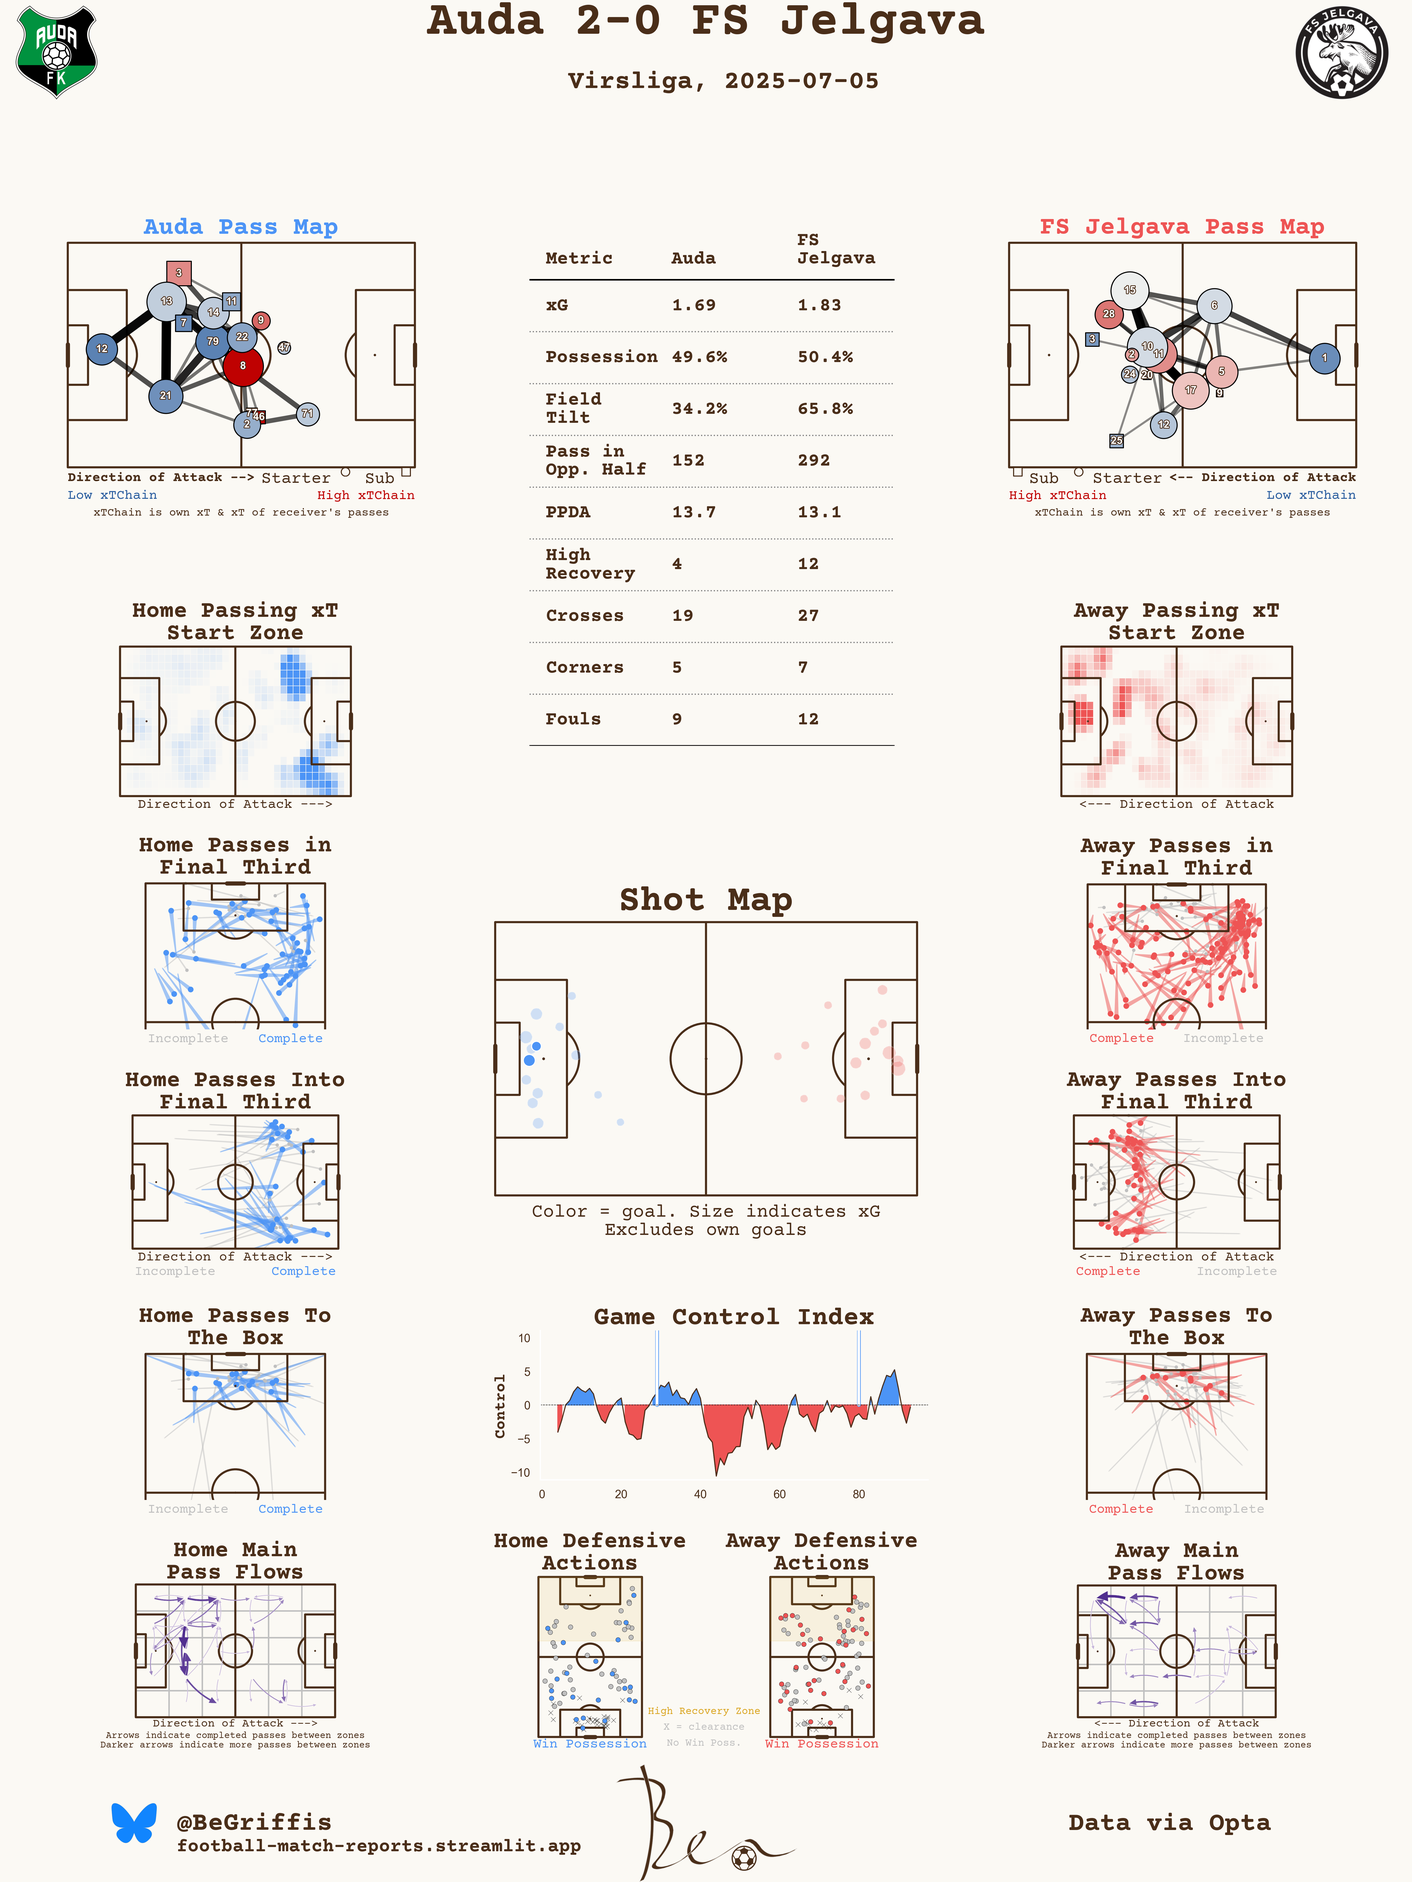 Auda 2-0 FS Jelgava
Virsliga, 2025-07-05
AUDA
FK
FS JELGAVA
Auda Pass Map
3
13
11
14
7
9
12
79
22
47
8
21
71
77
46
2
Direction of Attack --> Starter Sub
Low xTChain High xTChain
xTChain is own xT & xT of receiver's passes
Metric Auda FS Jelgava
xG 1.69 1.83
Possession 49.6% 50.4%
Field Tilt 34.2% 65.8%
Pass in Opp. Half 152 292
PPDA 13.7 13.1
High Recovery 4 12
Crosses 19 27
Corners 5 7
Fouls 9 12
FS Jelgava Pass Map
15
6
28
3
10
2
11
1
24
20
5
17
9
12
25
Sub Starter <-- Direction of Attack
High xTChain Low xTChain
xTChain is own xT & xT of receiver's passes
Home Passing xT
Start Zone
Direction of Attack --->
Away Passing xT
Start Zone
<--- Direction of Attack
Home Passes in
Final Third
Incomplete Complete
Away Passes in
Final Third
Complete Incomplete
Shot Map
Color = goal. Size indicates xG
Excludes own goals
Home Passes Into
Final Third
Direction of Attack --->
Incomplete Complete
Away Passes Into
Final Third
<--- Direction of Attack
Complete Incomplete
Home Passes To
The Box
Incomplete Complete
Game Control Index
Control
10
5
0
−5
−10
0 20 40 60 80
Away Passes To
The Box
Complete Incomplete
Home Main
Pass Flows
Direction of Attack --->
Arrows indicate completed passes between zones
Darker arrows indicate more passes between zones
Home Defensive
Actions
Win Possession
Away Defensive
Actions
Win Possession
High Recovery Zone
X = clearance
No Win Poss.
Away Main
Pass Flows
<--- Direction of Attack
Arrows indicate completed passes between zones
Darker arrows indicate more passes between zones
@BeGriffis
football-match-reports.streamlit.app
Ben
Data via Opta